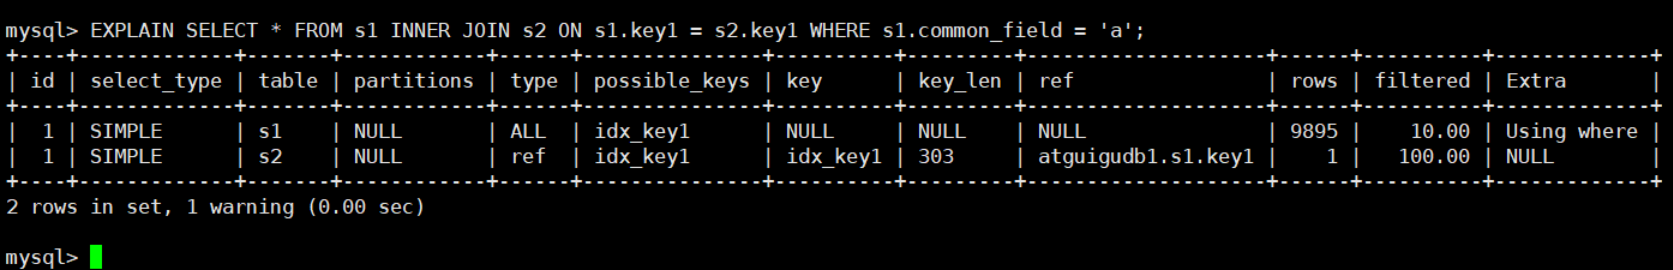 mysql> EXPLAIN SELECT * FROM s1 INNER JOIN s2 ON s1.key1 = s2.key1 WHERE s1.common_field = 'a';
+----+-------------+-------+------------+------+---------------+----------+---------+--------------------+------+----------+-------------+
| id | select_type | table | partitions | type | possible_keys | key      | key_len | ref                | rows | filtered | Extra       |
+----+-------------+-------+------------+------+---------------+----------+---------+--------------------+------+----------+-------------+
|  1 | SIMPLE      | s1    | NULL       | ALL  | idx_key1      | NULL     | NULL    | NULL               | 9895 |    10.00 | Using where |
|  1 | SIMPLE      | s2    | NULL       | ref  | idx_key1      | idx_key1 | 303     | atguigudb1.s1.key1 |    1 |   100.00 | NULL        |
+----+-------------+-------+------------+------+---------------+----------+---------+--------------------+------+----------+-------------+
2 rows in set, 1 warning (0.00 sec)
mysql>